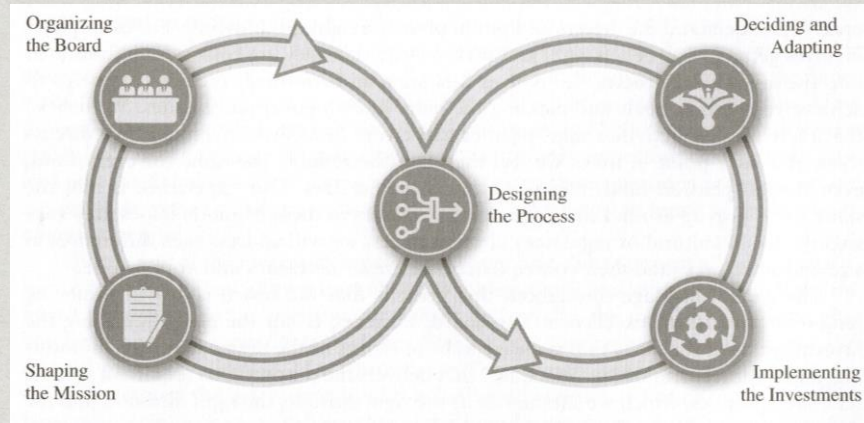 Organizing
the Board
Deciding and
Adapting
Designing
the Process
Shaping
the Mission
Implementing
the Investments